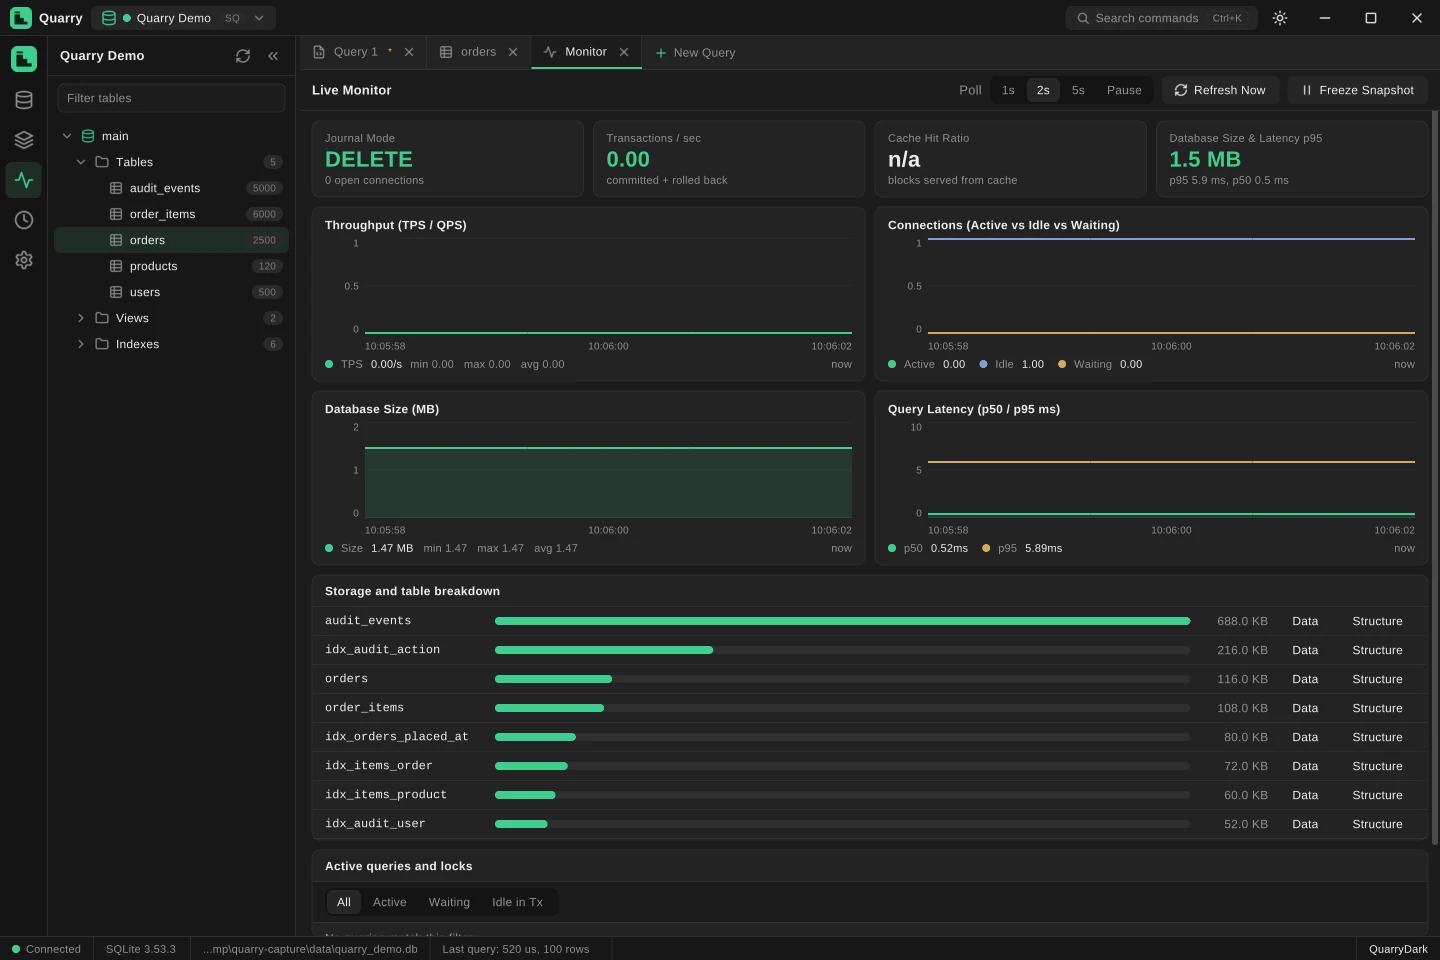 Quarry
Quarry Demo SQ
Search commands Ctrl+K
Quarry Demo
Filter tables
main
Tables 5
audit_events 5000
order_items 6000
orders 2500
products 120
users 500
Views 2
Indexes 6
Query 1 *
orders
Monitor
New Query
Live Monitor
Poll 1s 2s 5s Pause
Refresh Now
Freeze Snapshot
Journal Mode
DELETE
0 open connections
Transactions / sec
0.00
committed + rolled back
Cache Hit Ratio
n/a
blocks served from cache
Database Size & Latency p95
1.5 MB
p95 5.9 ms, p50 0.5 ms
Throughput (TPS / QPS)
1
0.5
0
10:05:58 10:06:00 10:06:02
TPS 0.00/s min 0.00 max 0.00 avg 0.00 now
Connections (Active vs Idle vs Waiting)
1
0.5
0
10:05:58 10:06:00 10:06:02
Active 0.00 Idle 1.00 Waiting 0.00 now
Database Size (MB)
2
1
0
10:05:58 10:06:00 10:06:02
Size 1.47 MB min 1.47 max 1.47 avg 1.47 now
Query Latency (p50 / p95 ms)
10
5
0
10:05:58 10:06:00 10:06:02
p50 0.52ms p95 5.89ms now
Storage and table breakdown
audit_events 688.0 KB Data Structure
idx_audit_action 216.0 KB Data Structure
orders 116.0 KB Data Structure
order_items 108.0 KB Data Structure
idx_orders_placed_at 80.0 KB Data Structure
idx_items_order 72.0 KB Data Structure
idx_items_product 60.0 KB Data Structure
idx_audit_user 52.0 KB Data Structure
Active queries and locks
All Active Waiting Idle in Tx
Connected
SQLite 3.53.3
...mp\quarry-capture\data\quarry_demo.db
Last query: 520 us, 100 rows
QuarryDark